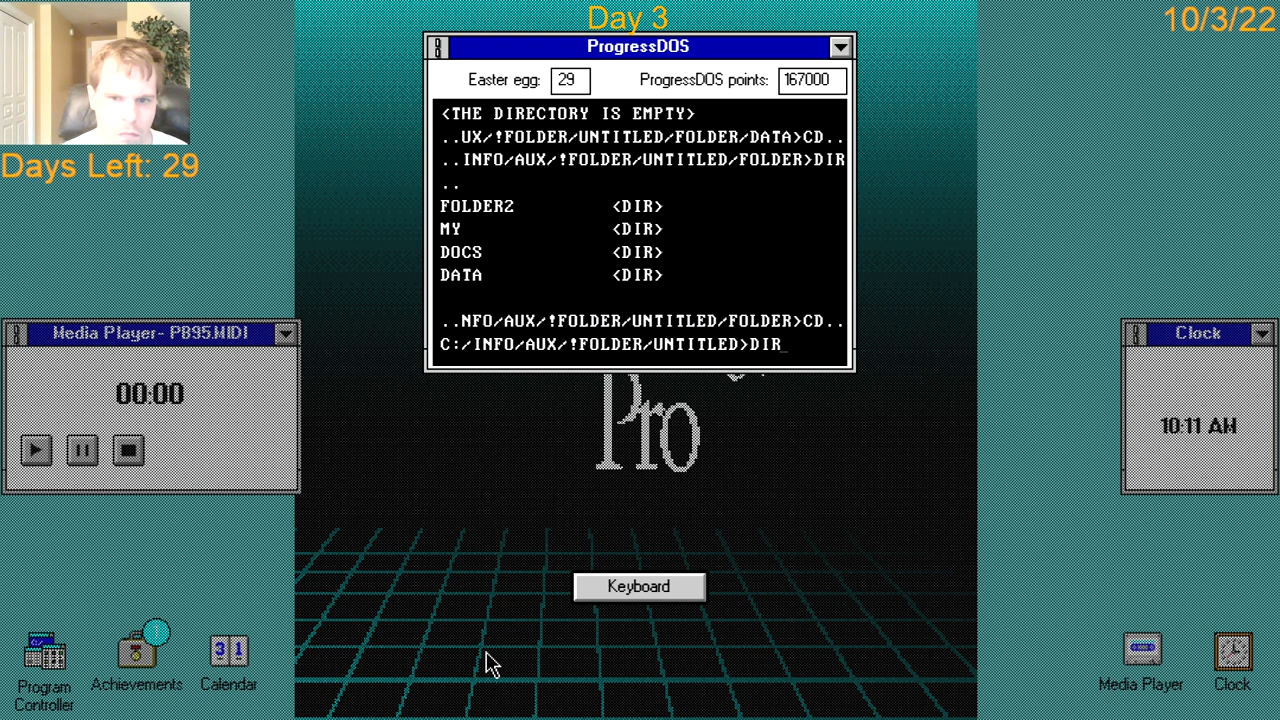 Day 3
10/3/22
Days Left: 29
ProgressDOS
Easter egg: 29 ProgressDOS points: 167000
<THE DIRECTORY IS EMPTY>
..UX/!FOLDER/UNTITLED/FOLDER/DATA>CD..
..INFO/AUX/!FOLDER/UNTITLED/FOLDER>DIR
..
FOLDER2 <DIR>
MY <DIR>
DOCS <DIR>
DATA <DIR>
..NFO/AUX/!FOLDER/UNTITLED/FOLDER>CD..
C:/INFO/AUX/!FOLDER/UNTITLED>DIR_
Media Player- PB95.MIDI
00:00
Clock
10:11 AM
Pro
Keyboard
Program
Controller
1
Achievements
31
Calendar
Media Player
Clock